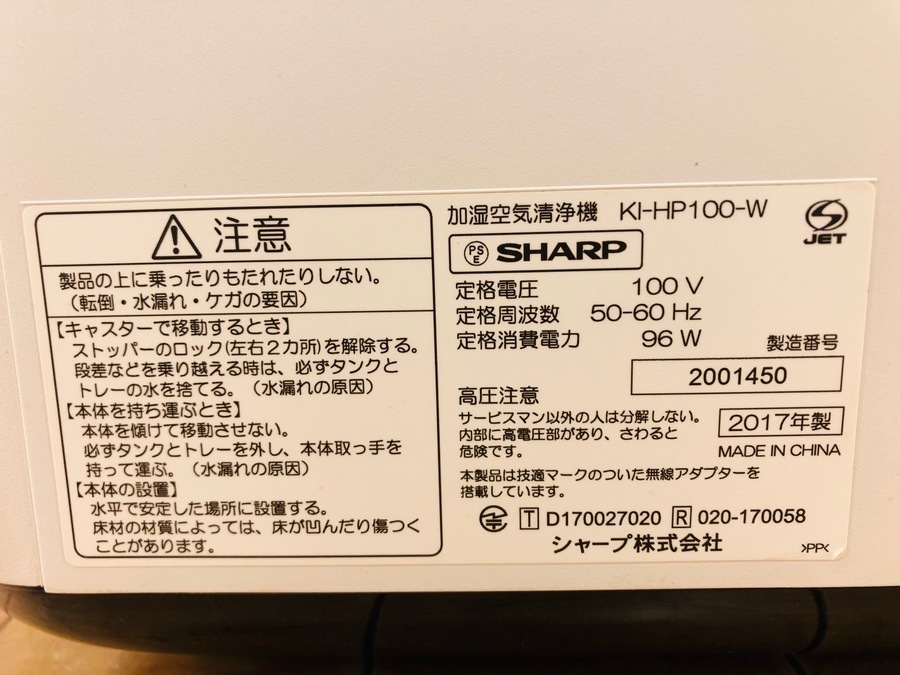 注意
製品の上に乗ったりもたれたりしない。
（転倒・水漏れ・ケガの要因）
【キャスターで移動するとき】
ストッパーのロック(左右2カ所)を解除する。
段差などを乗り越える時は、必ずタンクと
トレーの水を捨てる。（水漏れの原因）
【本体を持ち運ぶとき】
本体を傾けて移動させない。
必ずタンクとトレーを外し、本体取っ手を
持って運ぶ。（水漏れの原因）
【本体の設置】
水平で安定した場所に設置する。
床材の材質によっては、床が凹んだり傷つく
ことがあります。
加湿空気清浄機 KI-HP100-W
JET
PSE SHARP
定格電圧 100 V
定格周波数 50-60 Hz
定格消費電力 96 W
製造番号
2001450
高圧注意
サービスマン以外の人は分解しない。
内部に高電圧部があり、さわると
危険です。
2017年製
MADE IN CHINA
本製品は技適マークのついた無線アダプターを
搭載しています。
T D170027020 R 020-170058
シャープ株式会社
>PP<